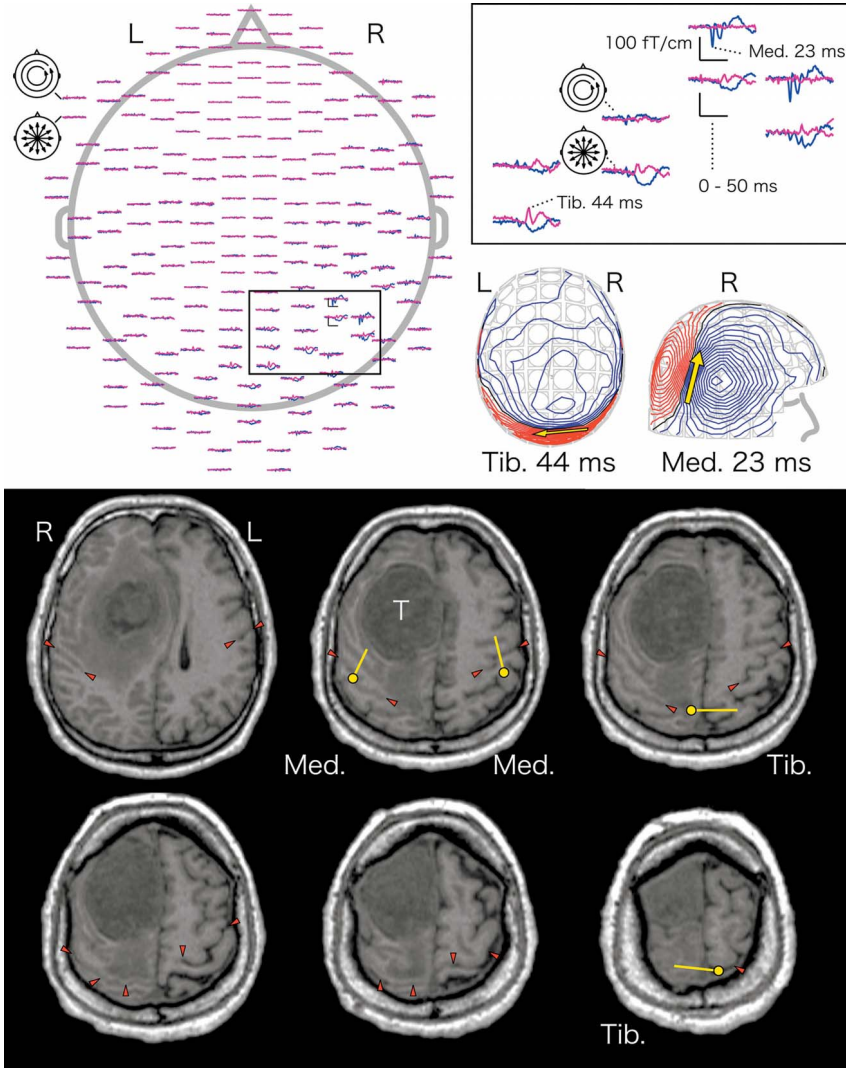 L
R
100 fT/cm
Med. 23 ms
0 - 50 ms
Tib. 44 ms
L
R
R
Tib. 44 ms
Med. 23 ms
R
L
T
Med.
Med.
Tib.
Tib.